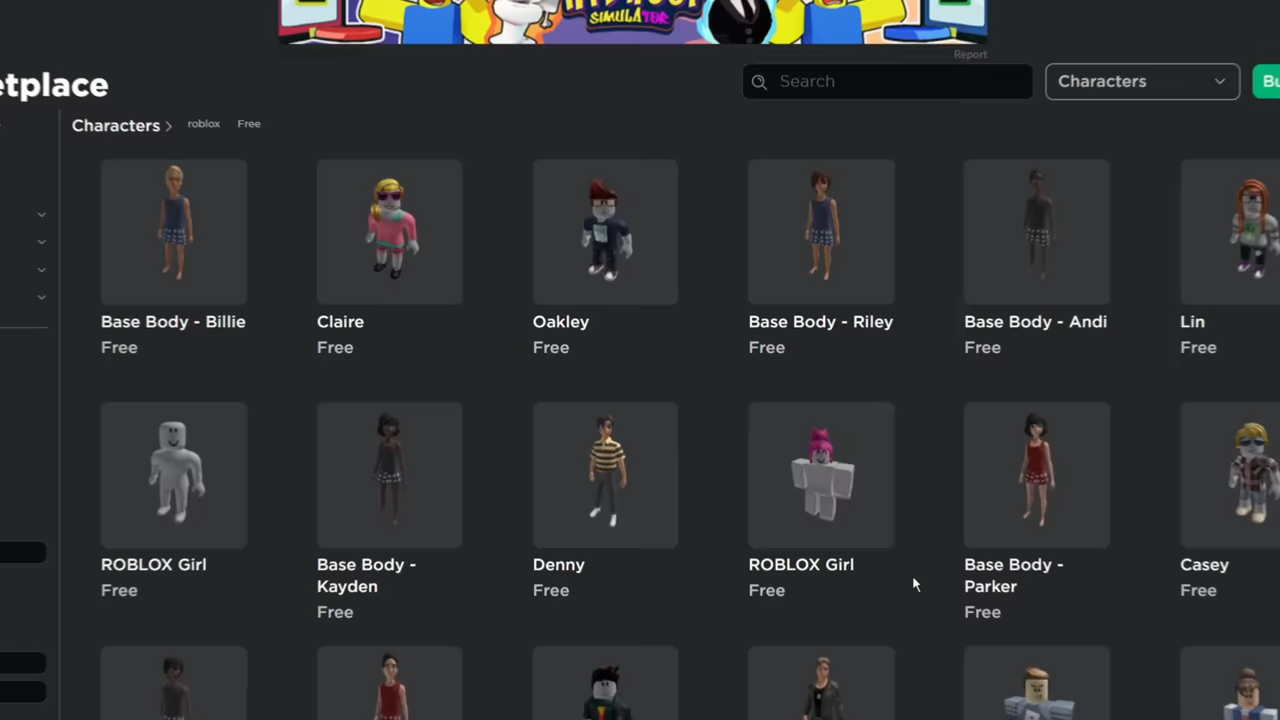 SIMULATOR
Report
etplace
Search
Characters
Bu
Characters > roblox Free
Base Body - Billie
Free
Claire
Free
Oakley
Free
Base Body - Riley
Free
Base Body - Andi
Free
Lin
Free
ROBLOX Girl
Free
Base Body -
Kayden
Free
Denny
Free
ROBLOX Girl
Free
Base Body -
Parker
Free
Casey
Free